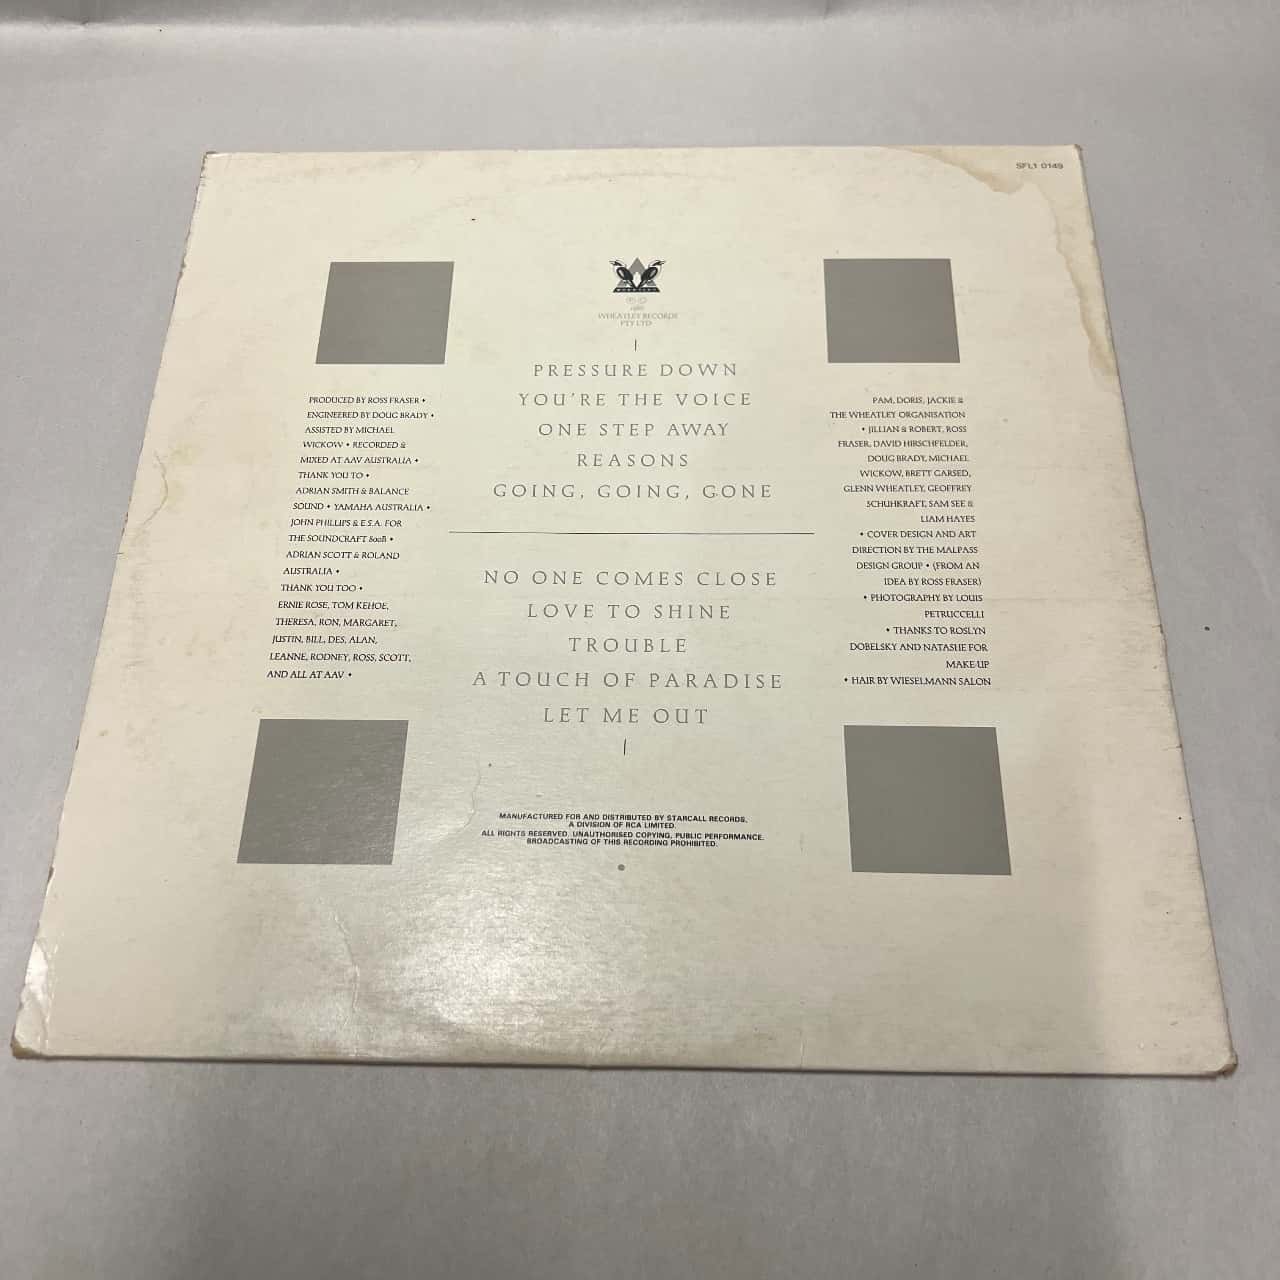 SFL1 0149
WHEATLEY
℗ ©
1986
WHEATLEY RECORDS
PTY LTD
PRESSURE DOWN
YOU'RE THE VOICE
ONE STEP AWAY
REASONS
GOING, GOING, GONE
NO ONE COMES CLOSE
LOVE TO SHINE
TROUBLE
A TOUCH OF PARADISE
LET ME OUT
PRODUCED BY ROSS FRASER •
ENGINEERED BY DOUG BRADY •
ASSISTED BY MICHAEL
WICKOW • RECORDED &
MIXED AT AAV AUSTRALIA •
THANK YOU TO •
ADRIAN SMITH & BALANCE
SOUND • YAMAHA AUSTRALIA •
JOHN PHILLIPS & E.S.A. FOR
THE SOUNDCRAFT 800B •
ADRIAN SCOTT & ROLAND
AUSTRALIA •
THANK YOU TOO •
ERNIE ROSE, TOM KEHOE,
THERESA, RON, MARGARET,
JUSTIN, BILL, DES, ALAN,
LEANNE, RODNEY, ROSS, SCOTT,
AND ALL AT AAV •
PAM, DORIS, JACKIE &
THE WHEATLEY ORGANISATION
• JILLIAN & ROBERT, ROSS
FRASER, DAVID HIRSCHFELDER,
DOUG BRADY, MICHAEL
WICKOW, BRETT GARSED,
GLENN WHEATLEY, GEOFFREY
SCHUHKRAFT, SAM SEE &
LIAM HAYES
• COVER DESIGN AND ART
DIRECTION BY THE MALPASS
DESIGN GROUP • (FROM AN
IDEA BY ROSS FRASER)
• PHOTOGRAPHY BY LOUIS
PETRUCCELLI
• THANKS TO ROSLYN
DOBELSKY AND NATASHE FOR
MAKE-UP
• HAIR BY WIESELMANN SALON
MANUFACTURED FOR AND DISTRIBUTED BY STARCALL RECORDS,
A DIVISION OF RCA LIMITED.
ALL RIGHTS RESERVED. UNAUTHORISED COPYING, PUBLIC PERFORMANCE,
BROADCASTING OF THIS RECORDING PROHIBITED.